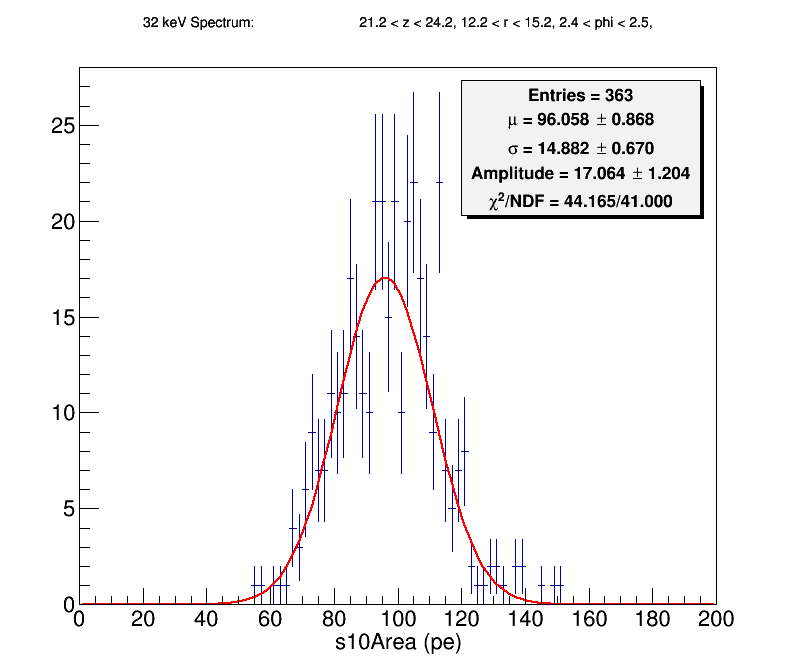 32 keV Spectrum: 21.2 < z < 24.2, 12.2 < r < 15.2, 2.4 < phi < 2.5,
Entries = 363
μ = 96.058 ± 0.868
σ = 14.882 ± 0.670
Amplitude = 17.064 ± 1.204
χ²/NDF = 44.165/41.000
25
20
15
10
5
0
0 20 40 60 80 100 120 140 160 180 200
s10Area (pe)